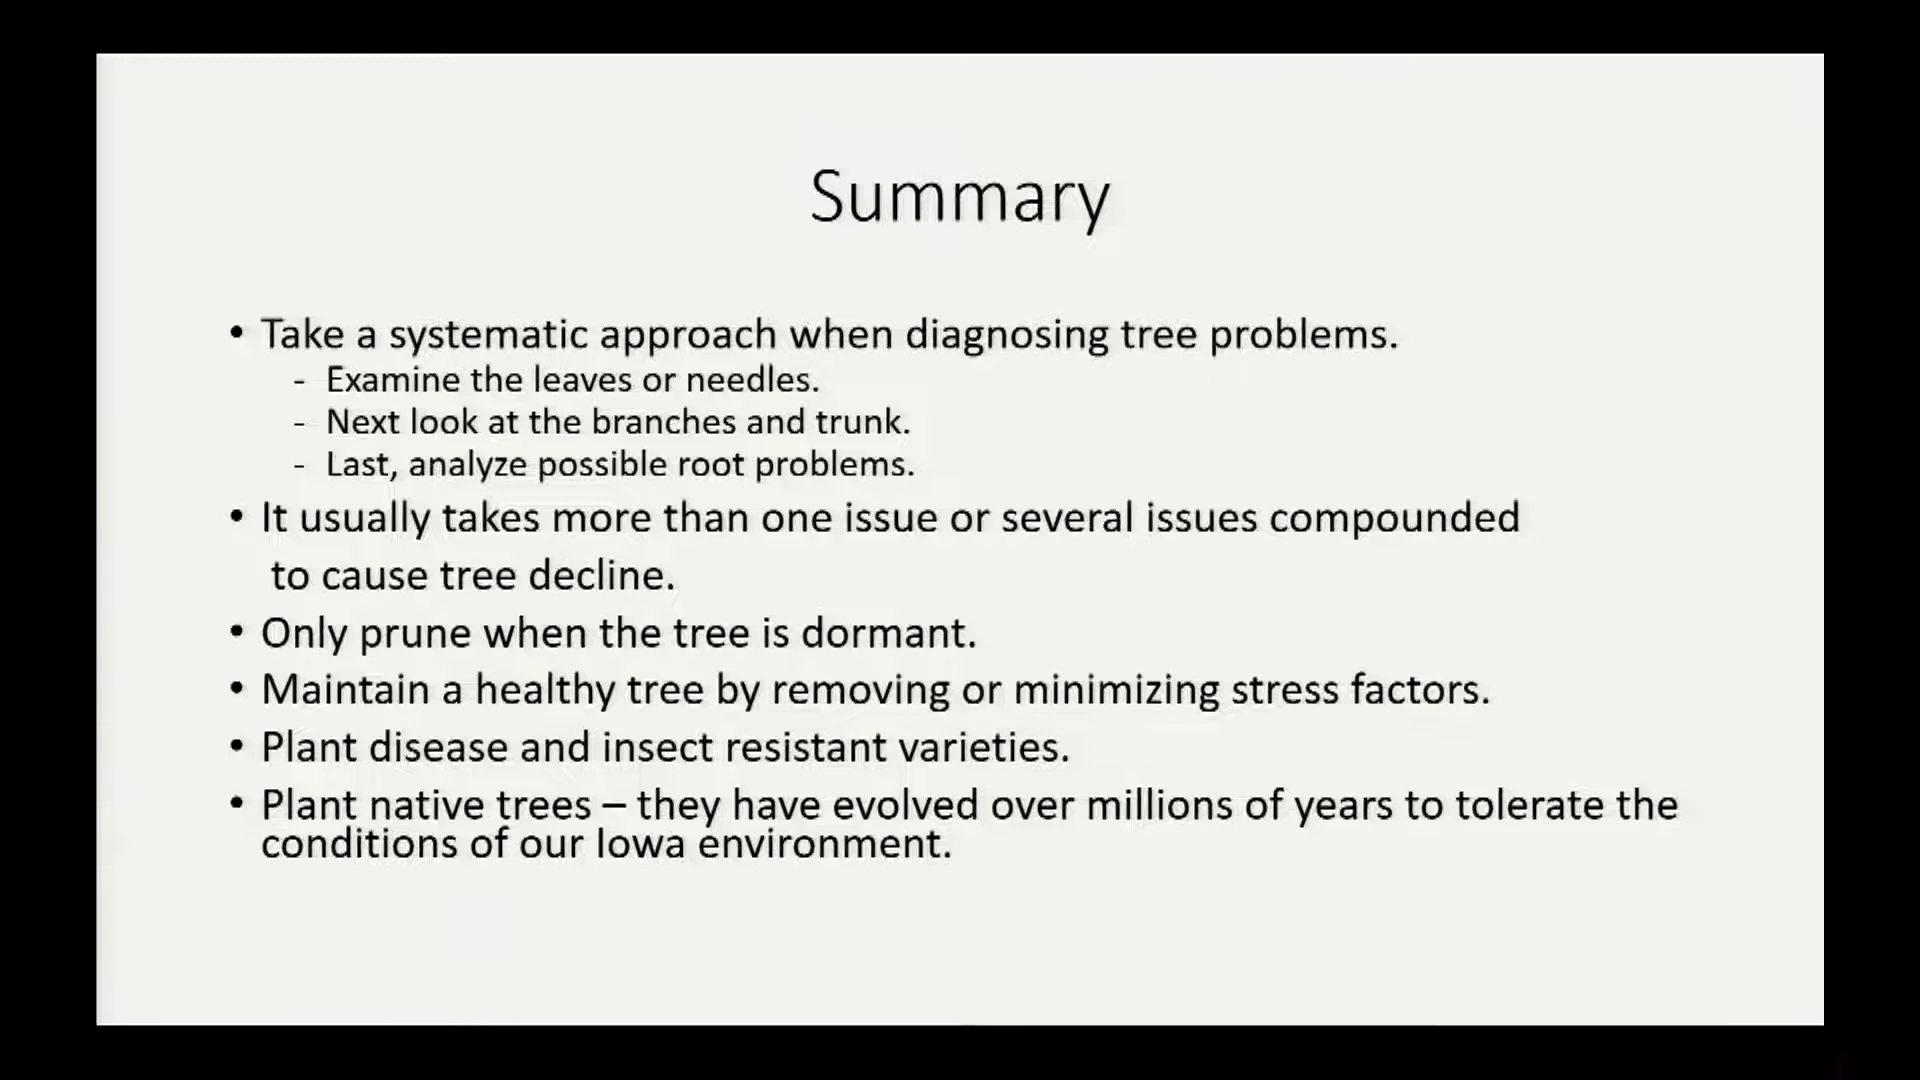 Summary
• Take a systematic approach when diagnosing tree problems.
- Examine the leaves or needles.
- Next look at the branches and trunk.
- Last, analyze possible root problems.
• It usually takes more than one issue or several issues compounded
to cause tree decline.
• Only prune when the tree is dormant.
• Maintain a healthy tree by removing or minimizing stress factors.
• Plant disease and insect resistant varieties.
• Plant native trees – they have evolved over millions of years to tolerate the
conditions of our Iowa environment.